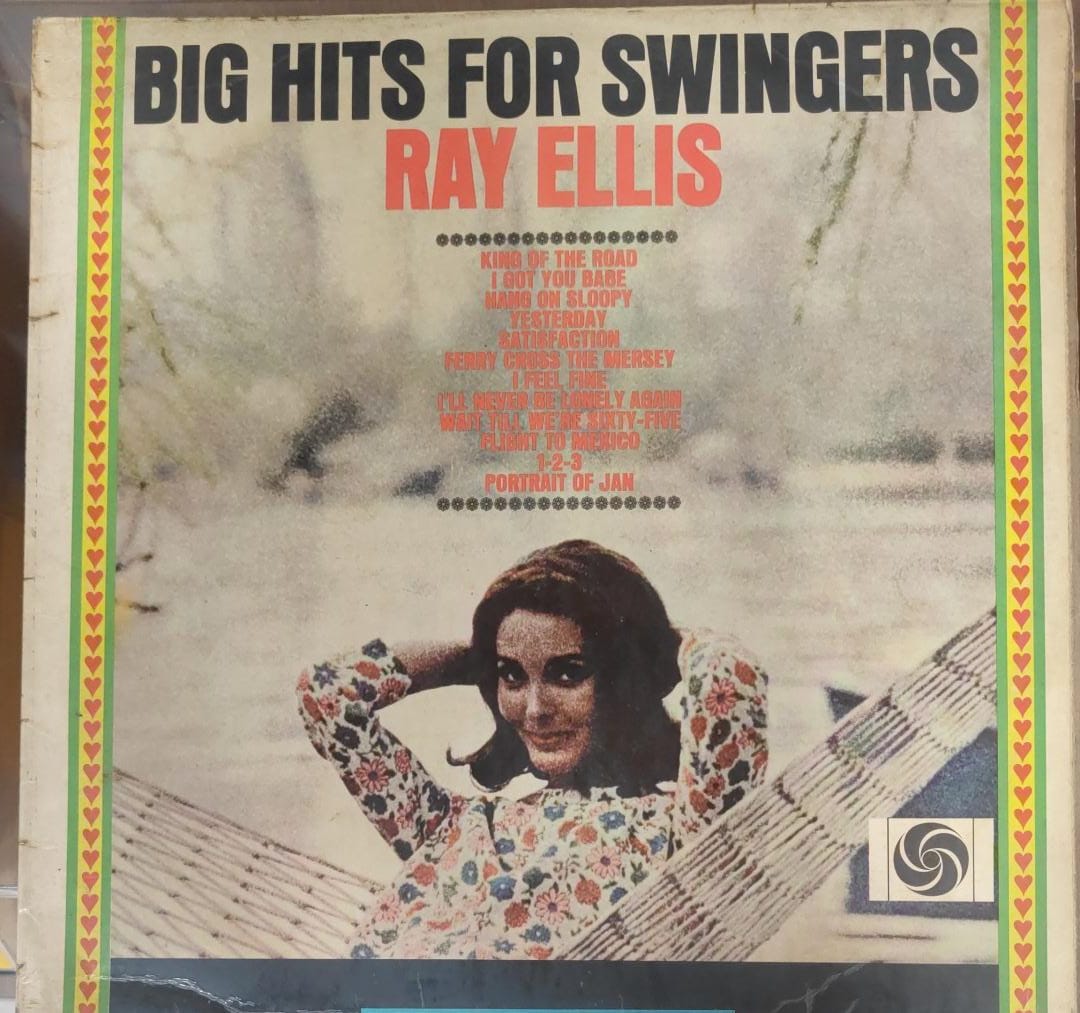 BIG HITS FOR SWINGERS
RAY ELLIS
KING OF THE ROAD
I GOT YOU BABE
HANG ON SLOOPY
YESTERDAY
SATISFACTION
FERRY CROSS THE MERSEY
I FEEL FINE
I'LL NEVER BE LONELY AGAIN
WAIT TILL WE'RE SIXTY-FIVE
FLIGHT TO MEXICO
1-2-3
PORTRAIT OF JAN